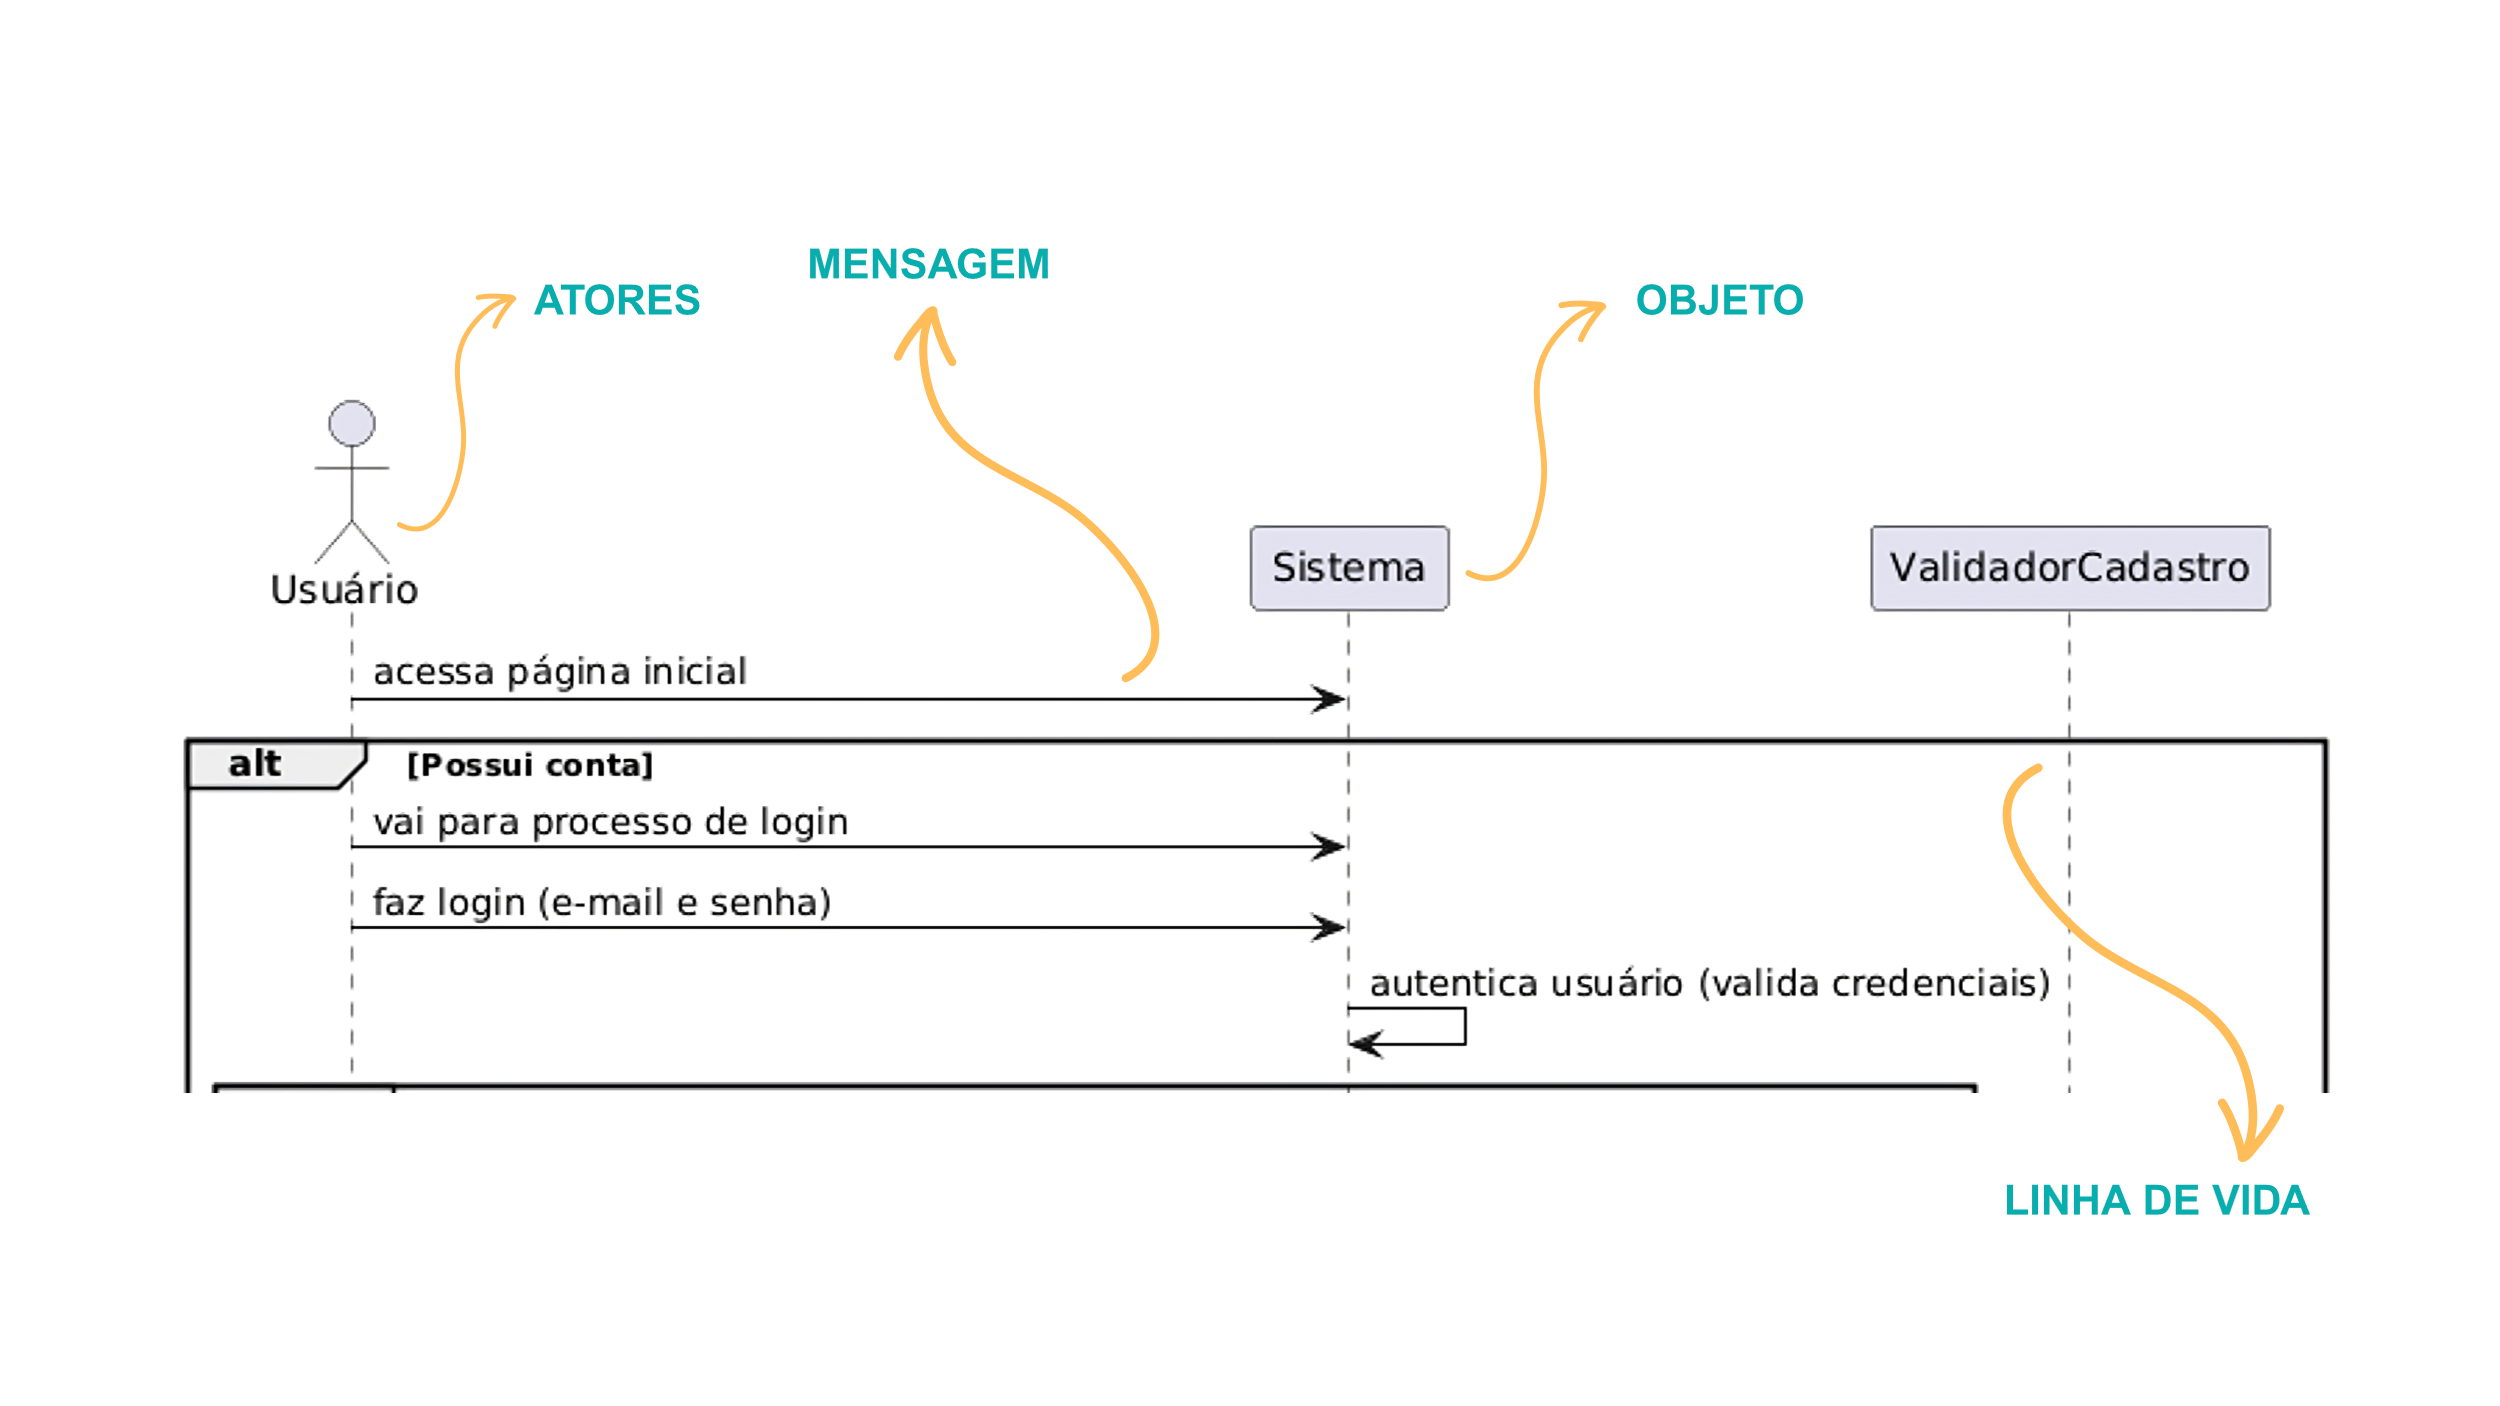 MENSAGEM
ATORES
OBJETO
Usuário
Sistema
ValidadorCadastro
acessa página inicial
alt [Possui conta]
vai para processo de login
faz login (e-mail e senha)
autentica usuário (valida credenciais)
LINHA DE VIDA